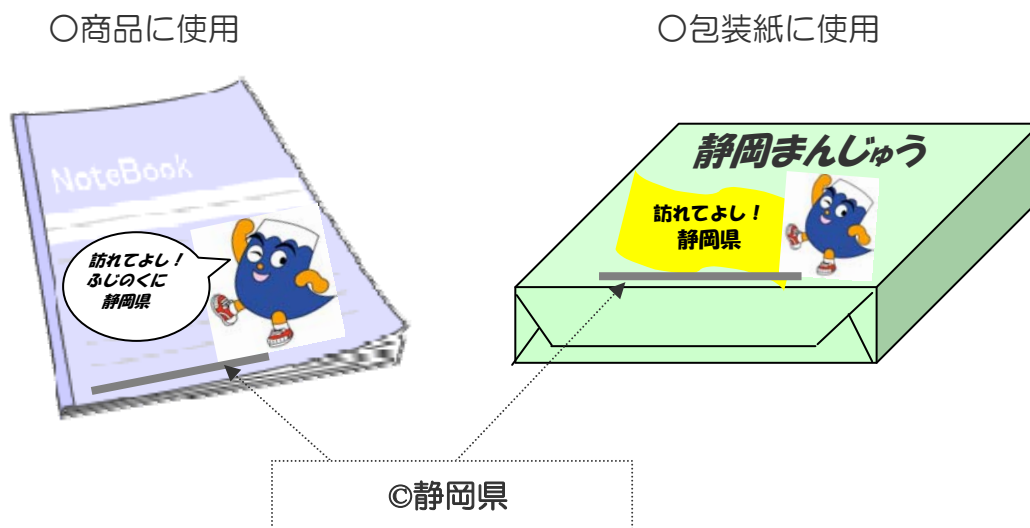 〇商品に使用
〇包装紙に使用
NoteBook
訪れてよし!
ふじのくに
静岡県
静岡まんじゅう
訪れてよし!
静岡県
©静岡県